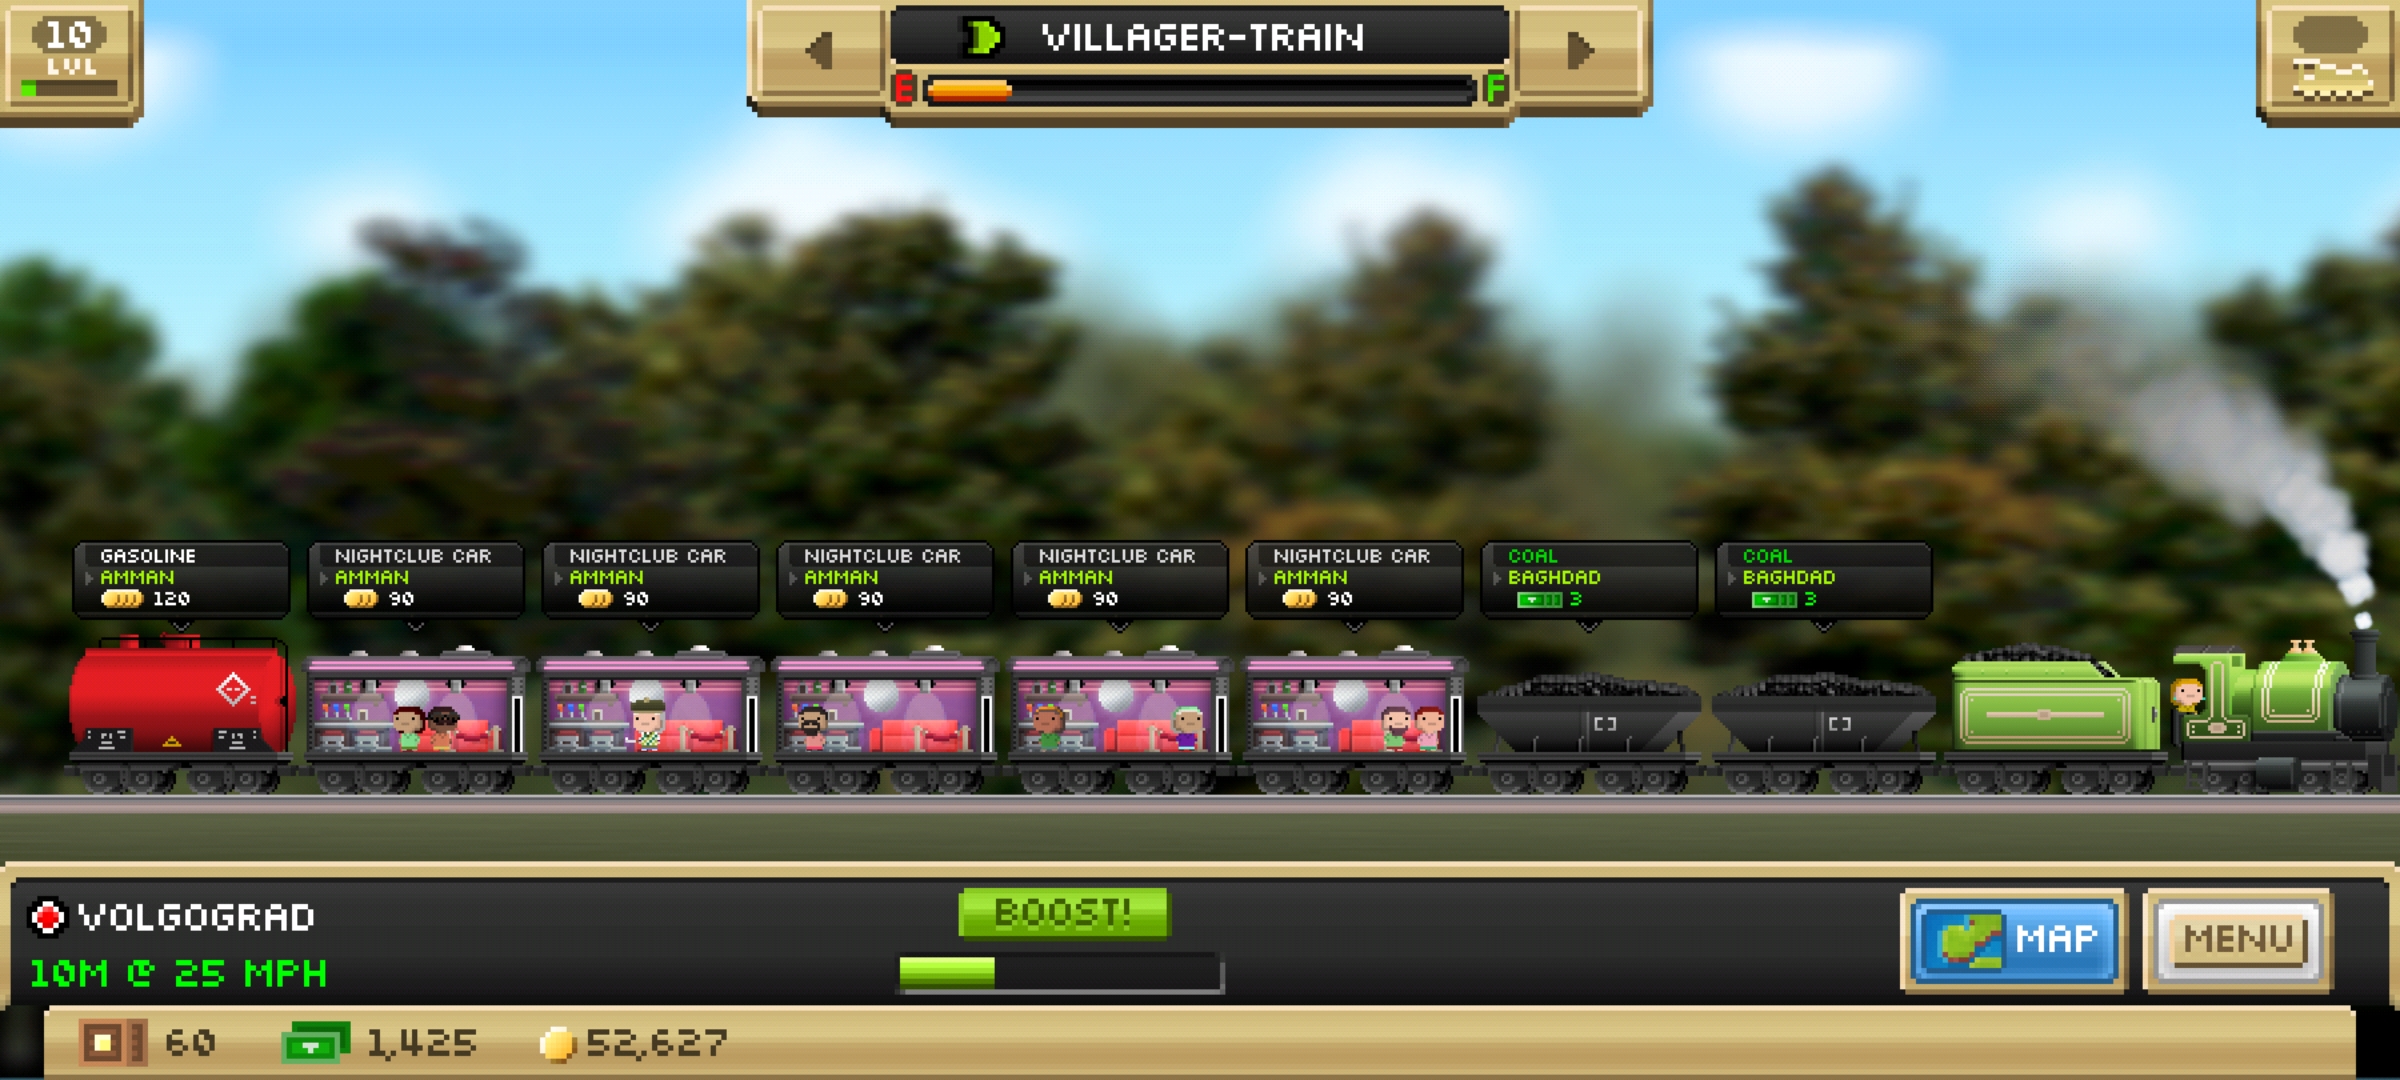 10
LVL
VILLAGER-TRAIN
E
F
GASOLINE
AMMAN
120
NIGHTCLUB CAR
AMMAN
90
NIGHTCLUB CAR
AMMAN
90
NIGHTCLUB CAR
AMMAN
90
NIGHTCLUB CAR
AMMAN
90
NIGHTCLUB CAR
AMMAN
90
COAL
BAGHDAD
3
COAL
BAGHDAD
3
VOLGOGRAD
10M @ 25 MPH
BOOST!
MAP
MENU
60
1,425
52,627